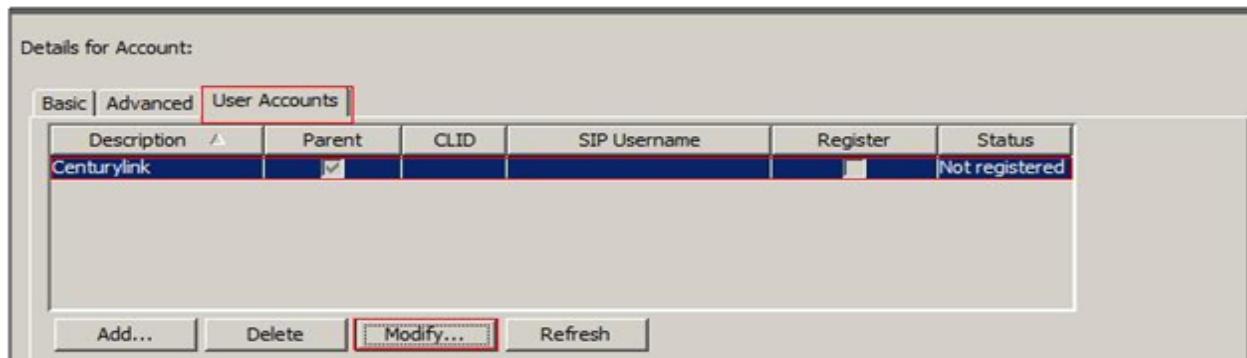 Details for Account:
Basic Advanced User Accounts
Description Parent CLID SIP Username Register Status
Centurylink Not registered
Add... Delete Modify... Refresh